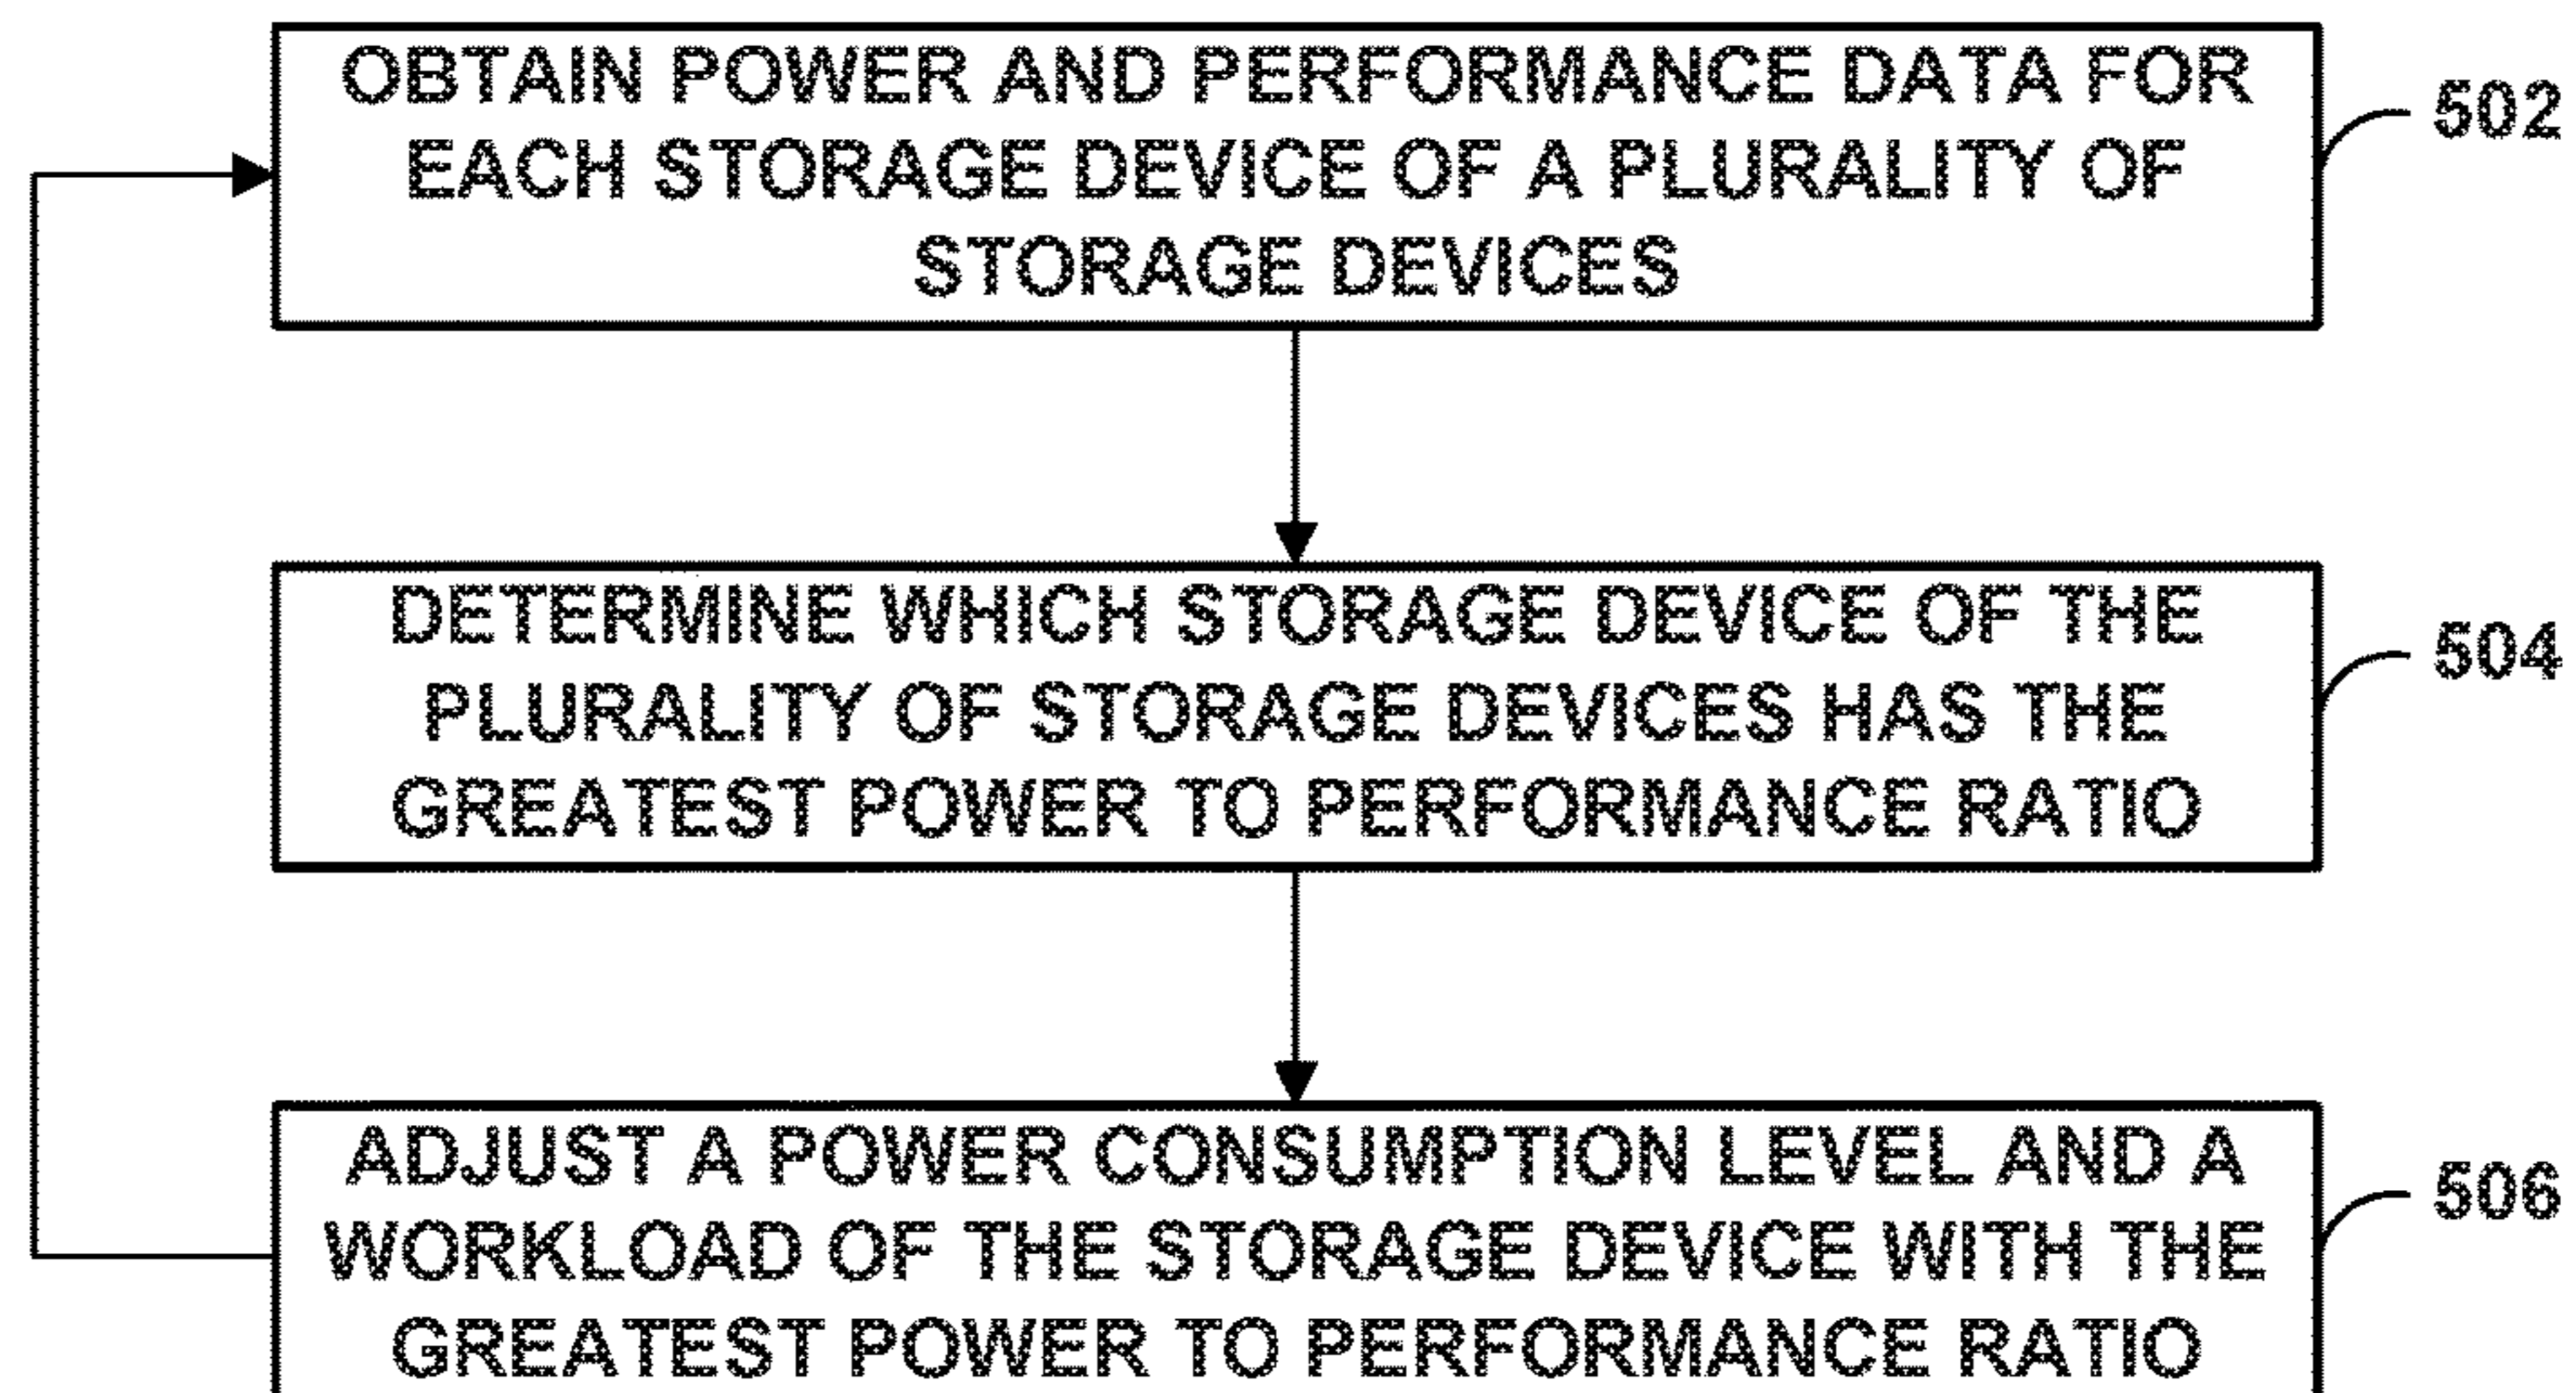 OBTAIN POWER AND PERFORMANCE DATA FOR
EACH STORAGE DEVICE OF A PLURALITY OF
STORAGE DEVICES
502
DETERMINE WHICH STORAGE DEVICE OF THE
PLURALITY OF STORAGE DEVICES HAS THE
GREATEST POWER TO PERFORMANCE RATIO
504
ADJUST A POWER CONSUMPTION LEVEL AND A
WORKLOAD OF THE STORAGE DEVICE WITH THE
GREATEST POWER TO PERFORMANCE RATIO
506